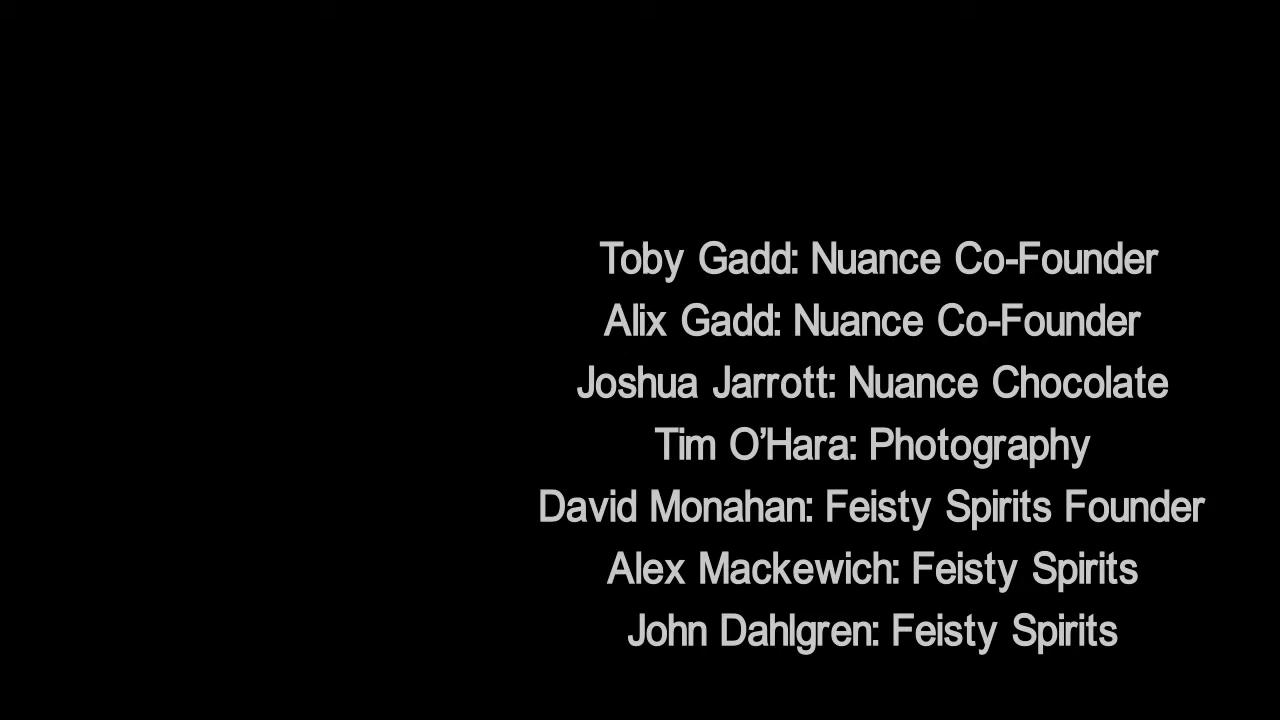 Toby Gadd: Nuance Co-Founder
Alix Gadd: Nuance Co-Founder
Joshua Jarrott: Nuance Chocolate
Tim O’Hara: Photography
David Monahan: Feisty Spirits Founder
Alex Mackewich: Feisty Spirits
John Dahlgren: Feisty Spirits